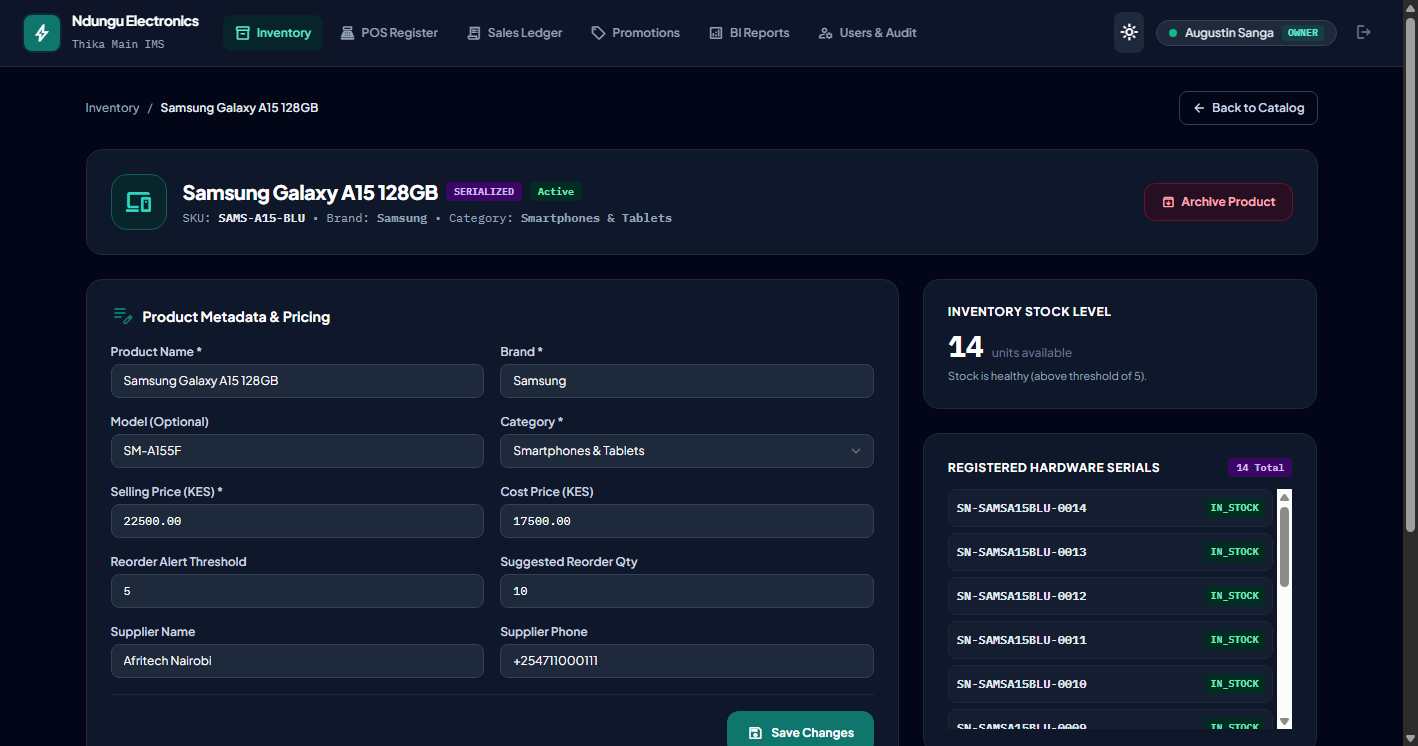 Ndungu Electronics
Thika Main IMS
Inventory
POS Register
Sales Ledger
Promotions
BI Reports
Users & Audit
Augustin Sanga OWNER
Inventory / Samsung Galaxy A15 128GB
Back to Catalog
Samsung Galaxy A15 128GB SERIALIZED Active
SKU: SAMS-A15-BLU • Brand: Samsung • Category: Smartphones & Tablets
Archive Product
Product Metadata & Pricing
Product Name *
Samsung Galaxy A15 128GB
Brand *
Samsung
Model (Optional)
SM-A155F
Category *
Smartphones & Tablets
Selling Price (KES) *
22500.00
Cost Price (KES)
17500.00
Reorder Alert Threshold
5
Suggested Reorder Qty
10
Supplier Name
Afritech Nairobi
Supplier Phone
+254711000111
Save Changes
INVENTORY STOCK LEVEL
14 units available
Stock is healthy (above threshold of 5).
REGISTERED HARDWARE SERIALS 14 Total
SN-SAMSA15BLU-0014 IN_STOCK
SN-SAMSA15BLU-0013 IN_STOCK
SN-SAMSA15BLU-0012 IN_STOCK
SN-SAMSA15BLU-0011 IN_STOCK
SN-SAMSA15BLU-0010 IN_STOCK
SN-SAMSA15BLU-0009 IN_STOCK